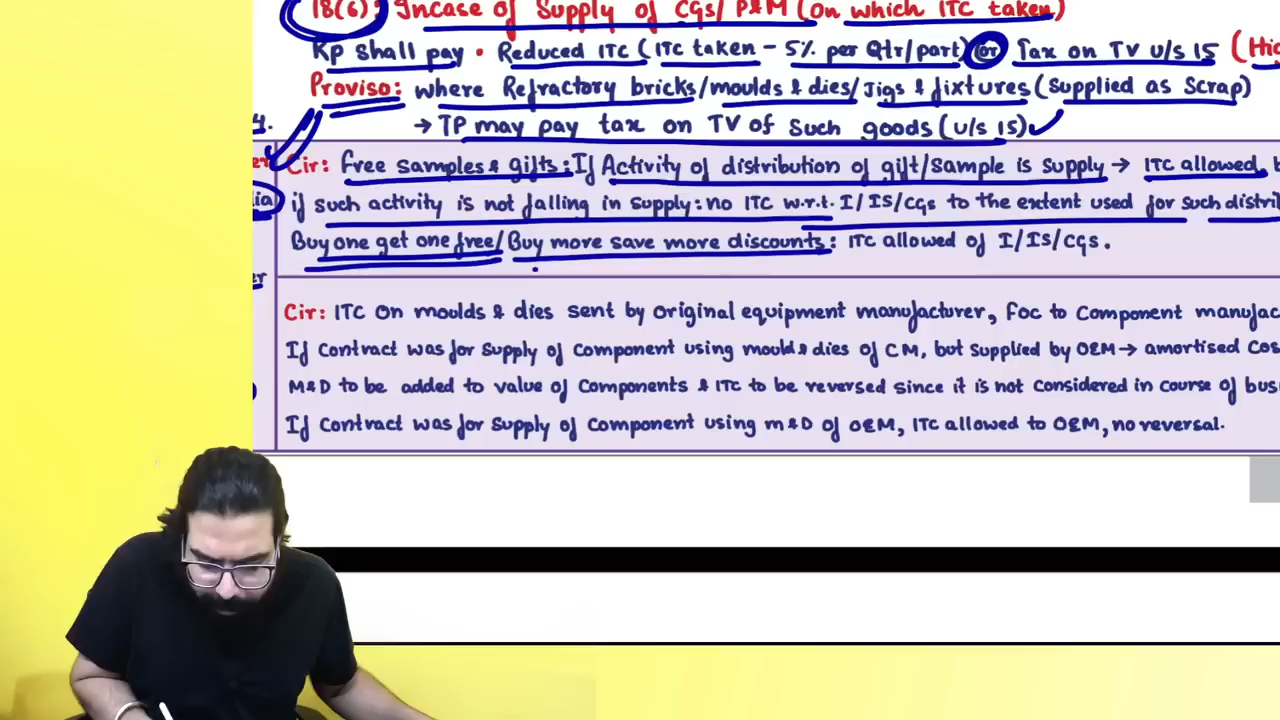 18(6): Incase of Supply of CGs/P&M (on which ITC taken)
RP shall pay • Reduced ITC (ITC taken - 5% per Qtr/part) or Tax on TV u/s 15
Proviso: where Refractory bricks/moulds & dies/Jigs & fixtures (Supplied as Scrap)
→ TP may pay tax on TV of Such goods (u/s 15)
Cir: Free samples & gifts: If Activity of distribution of gift/sample is supply → ITC allowed,
if such activity is not falling in supply: no ITC w.r.t. I/IS/CGs to the extent used for such
Buy one get one free/Buy more save more discounts: ITC allowed of I/IS/CGs.
Cir: ITC on moulds & dies sent by original equipment manufacturer, Foc to Component
If Contract was for Supply of Component using mould & dies of CM, but Supplied by OEM → amortised
M&D to be added to value of Components & ITC to be reversed since it is not Considered in course of
If Contract was for Supply of Component using M&D of OEM, ITC allowed to OEM, no reversal.